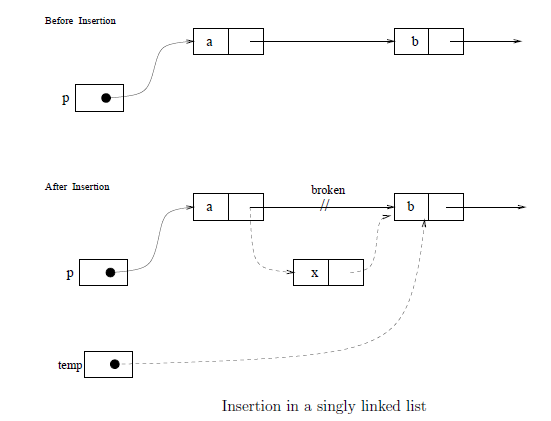 Before Insertion
a
b
p
After Insertion
broken
a
b
p
x
temp
Insertion in a singly linked list